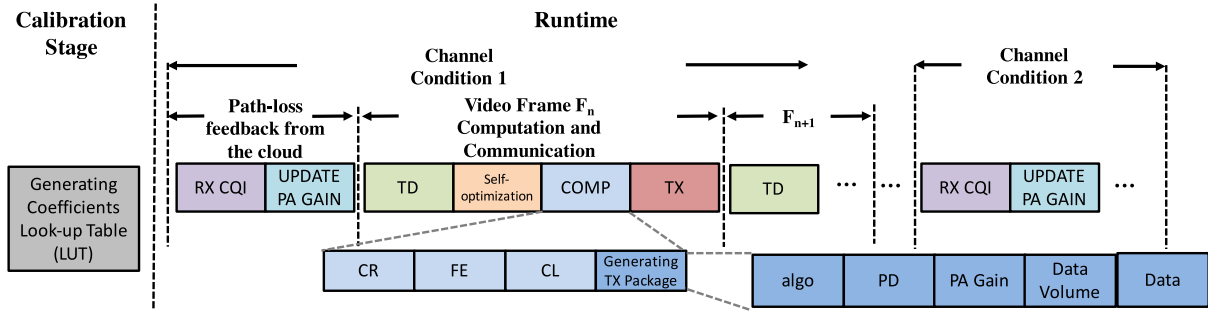 Calibration
Stage
Runtime
Channel
Condition 1
Channel
Condition 2
Path-loss
feedback from
the cloud
Video Frame Fn
Computation and
Communication
Fn+1
Generating
Coefficients
Look-up Table
(LUT)
RX CQI
UPDATE
PA GAIN
TD
Self-
optimization
COMP
TX
TD
...
...
RX CQI
UPDATE
PA GAIN
...
CR
FE
CL
Generating
TX Package
algo
PD
PA Gain
Data
Volume
Data